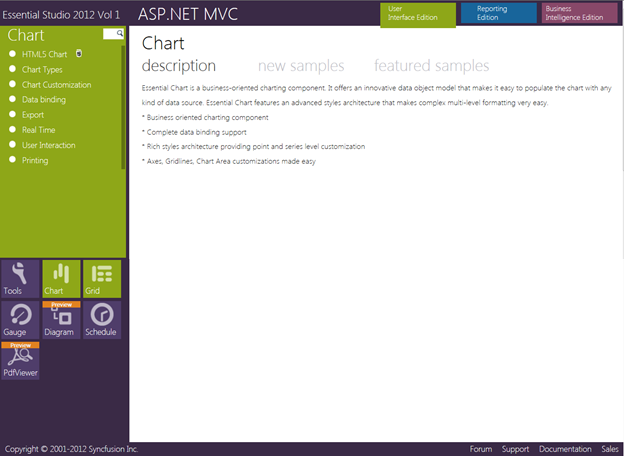 Essential Studio 2012 Vol 1
ASP.NET MVC
User
Interface Edition
Reporting
Edition
Business
Intelligence Edition
Chart
HTML5 Chart
Chart Types
Chart Customization
Data binding
Export
Real Time
User Interaction
Printing
Chart
description new samples featured samples
Essential Chart is a business-oriented charting component. It offers an innovative data object model that makes it easy to populate the chart with any
kind of data source. Essential Chart features an advanced styles architecture that makes complex multi-level formatting very easy.
* Business oriented charting component
* Complete data binding support
* Rich styles architecture providing point and series level customization
* Axes, Gridlines, Chart Area customizations made easy
Tools
Chart
Grid
Gauge
Preview
Diagram
Schedule
Preview
PdfViewer
Copyright © 2001-2012 Syncfusion Inc.
Forum Support Documentation Sales